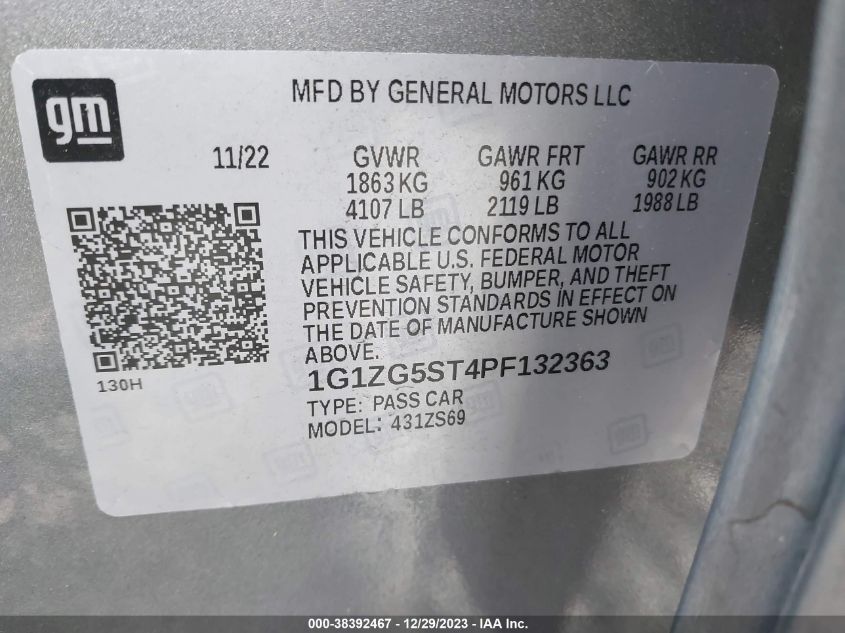 gm
MFD BY GENERAL MOTORS LLC
11/22 GVWR GAWR FRT GAWR RR
1863 KG 961 KG 902 KG
4107 LB 2119 LB 1988 LB
THIS VEHICLE CONFORMS TO ALL
APPLICABLE U.S. FEDERAL MOTOR
VEHICLE SAFETY, BUMPER, AND THEFT
PREVENTION STANDARDS IN EFFECT ON
THE DATE OF MANUFACTURE SHOWN
ABOVE.
130H
1G1ZG5ST4PF132363
TYPE: PASS CAR
MODEL: 431ZS69
000-38392467 - 12/29/2023 - IAA Inc.